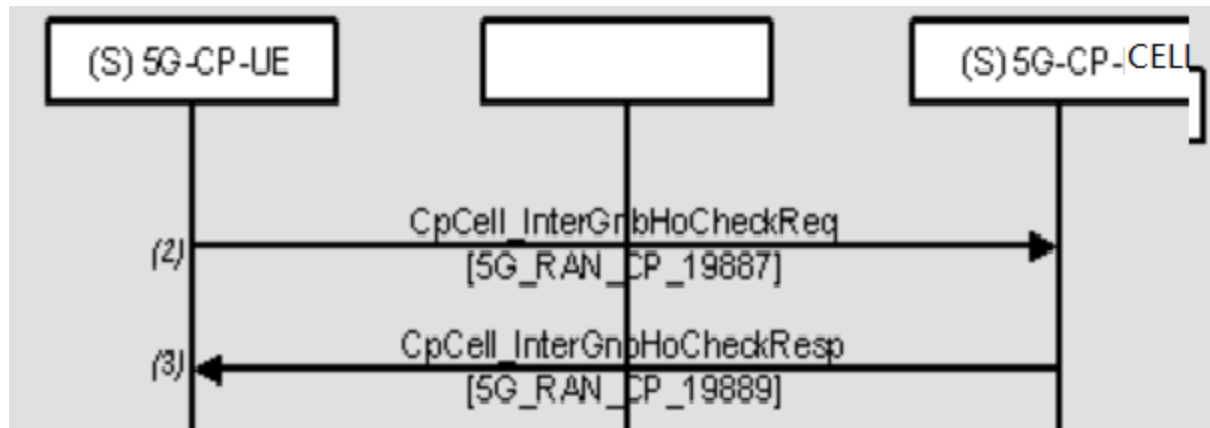 (S) 5G-CP-UE
(S) 5G-CP-CELL
CpCell_InterGnbHoCheckReq
(2)
[5G_RAN_CP_19887]
CpCell_InterGnbHoCheckResp
(3)
[5G_RAN_CP_19889]